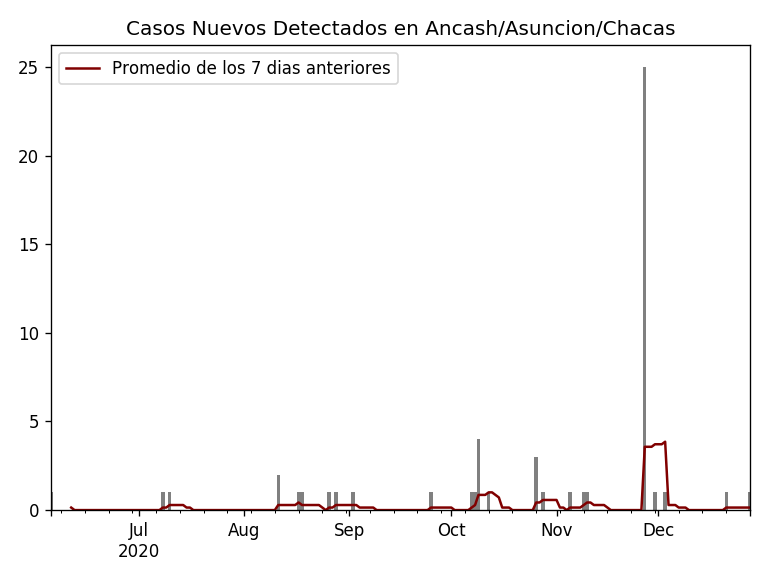 Casos Nuevos Detectados en Ancash/Asuncion/Chacas
Promedio de los 7 dias anteriores
25
20
15
10
5
0
Jul Aug Sep Oct Nov Dec
2020